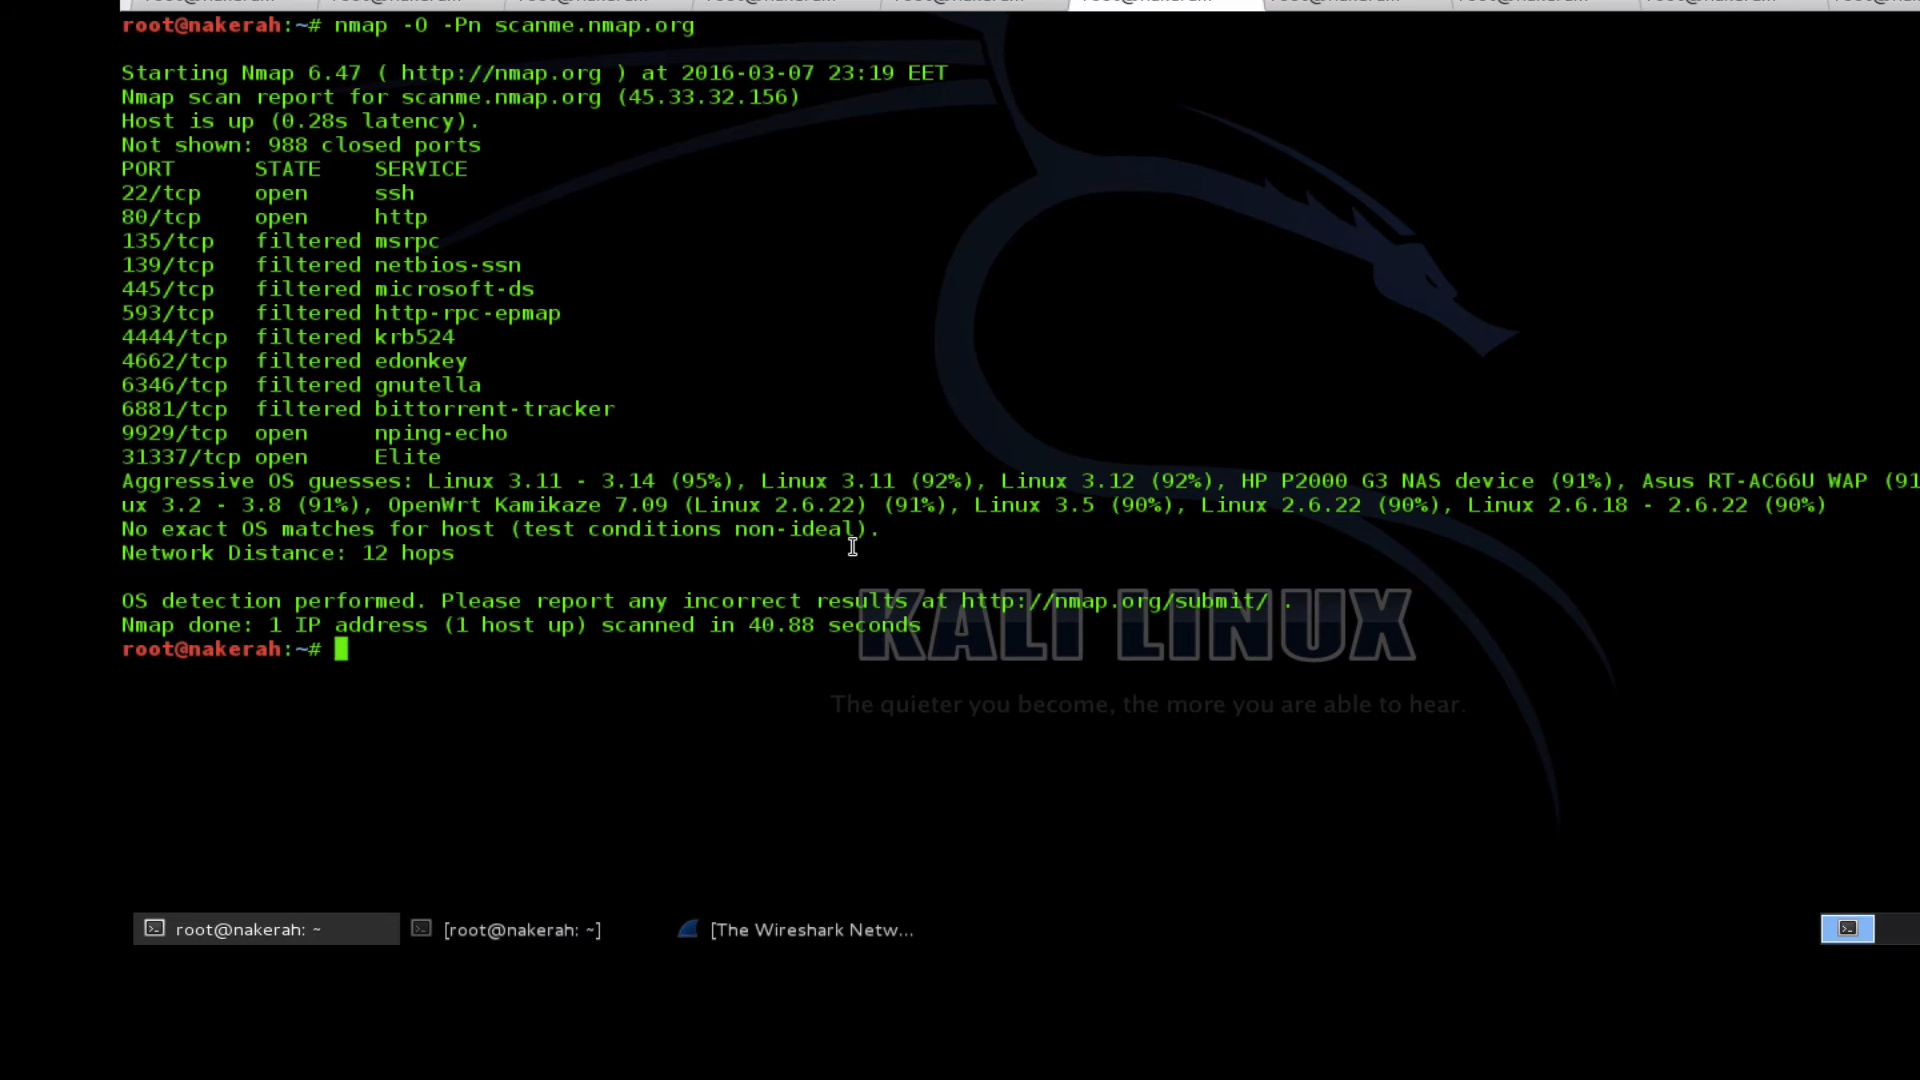 root@nakerah:~# nmap -O -Pn scanme.nmap.org
Starting Nmap 6.47 ( http://nmap.org ) at 2016-03-07 23:19 EET
Nmap scan report for scanme.nmap.org (45.33.32.156)
Host is up (0.28s latency).
Not shown: 988 closed ports
PORT STATE SERVICE
22/tcp open ssh
80/tcp open http
135/tcp filtered msrpc
139/tcp filtered netbios-ssn
445/tcp filtered microsoft-ds
593/tcp filtered http-rpc-epmap
4444/tcp filtered krb524
4662/tcp filtered edonkey
6346/tcp filtered gnutella
6881/tcp filtered bittorrent-tracker
9929/tcp open nping-echo
31337/tcp open Elite
Aggressive OS guesses: Linux 3.11 - 3.14 (95%), Linux 3.11 (92%), Linux 3.12 (92%), HP P2000 G3 NAS device (91%), Asus RT-AC66U WAP (91
ux 3.2 - 3.8 (91%), OpenWrt Kamikaze 7.09 (Linux 2.6.22) (91%), Linux 3.5 (90%), Linux 2.6.22 (90%), Linux 2.6.18 - 2.6.22 (90%)
No exact OS matches for host (test conditions non-ideal).
Network Distance: 12 hops
OS detection performed. Please report any incorrect results at http://nmap.org/submit/ .
Nmap done: 1 IP address (1 host up) scanned in 40.88 seconds
root@nakerah:~#
KALI LINUX
The quieter you become, the more you are able to hear.
root@nakerah: ~ [root@nakerah: ~] [The Wireshark Netw...